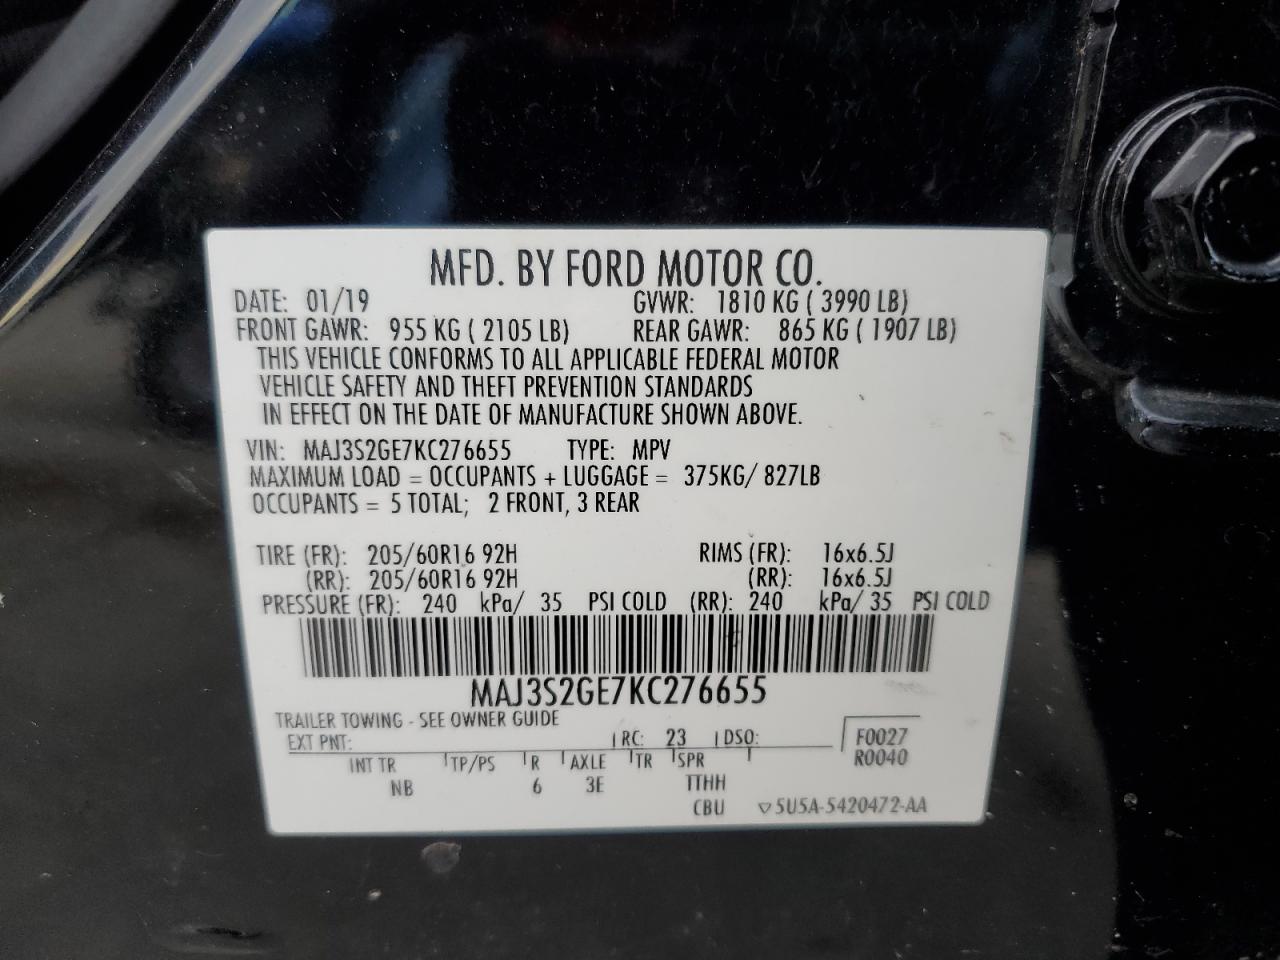 MFD. BY FORD MOTOR CO.
DATE: 01/19 GVWR: 1810 KG ( 3990 LB)
FRONT GAWR: 955 KG ( 2105 LB) REAR GAWR: 865 KG ( 1907 LB)
THIS VEHICLE CONFORMS TO ALL APPLICABLE FEDERAL MOTOR
VEHICLE SAFETY AND THEFT PREVENTION STANDARDS
IN EFFECT ON THE DATE OF MANUFACTURE SHOWN ABOVE.
VIN: MAJ3S2GE7KC276655 TYPE: MPV
MAXIMUM LOAD = OCCUPANTS + LUGGAGE = 375KG/ 827LB
OCCUPANTS = 5 TOTAL; 2 FRONT, 3 REAR
TIRE (FR): 205/60R16 92H RIMS (FR): 16x6.5J
(RR): 205/60R16 92H (RR): 16x6.5J
PRESSURE (FR): 240 kPa/ 35 PSI COLD (RR): 240 kPa/ 35 PSI COLD
MAJ3S2GE7KC276655
TRAILER TOWING - SEE OWNER GUIDE
EXT PNT: RC: 23 DSO: F0027
R0040
INT TR TP/PS R AXLE TR SPR
NB 6 3E TTHH
CBU ▽5U5A-5420472-AA